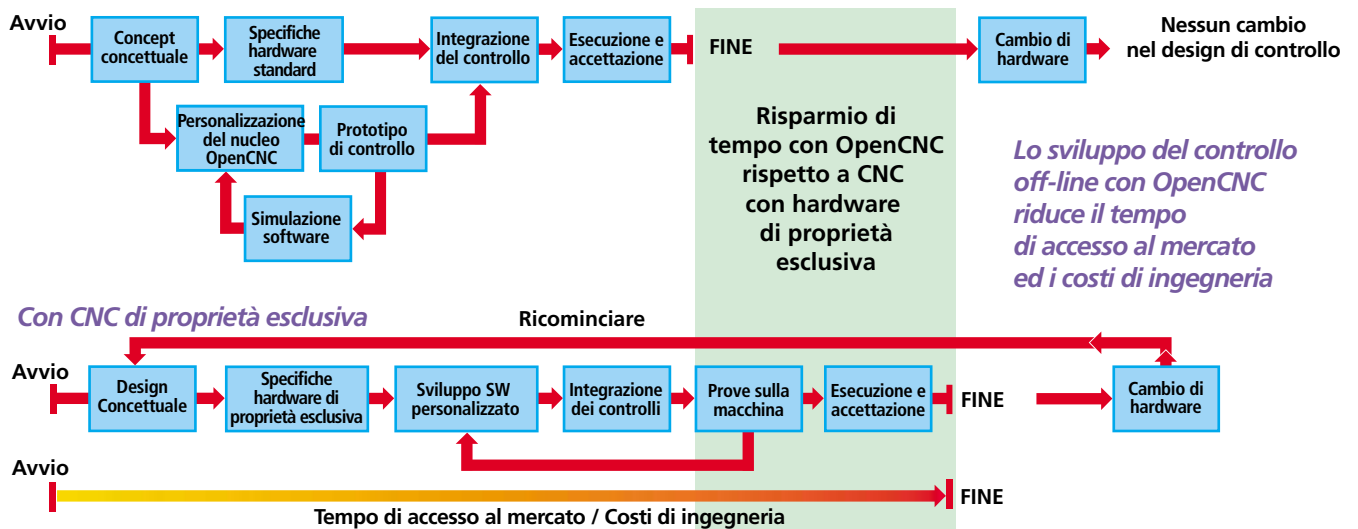 Avvio
Concept
concettuale
Specifiche
hardware
standard
Integrazione
del controllo
Esecuzione e
accettazione
FINE
Cambio di
hardware
Nessun cambio
nel design di controllo
Personalizzazione
del nucleo
OpenCNC
Prototipo
di controllo
Simulazione
software
Risparmio di
tempo con OpenCNC
rispetto a CNC
con hardware
di proprietà
esclusiva
Lo sviluppo del controllo
off-line con OpenCNC
riduce il tempo
di accesso al mercato
ed i costi di ingegneria
Con CNC di proprietà esclusiva
Ricominciare
Avvio
Design
Concettuale
Specifiche
hardware di
proprietà esclusiva
Sviluppo SW
personalizzato
Integrazione
dei controlli
Prove sulla
macchina
Esecuzione e
accettazione
FINE
Cambio di
hardware
Avvio
FINE
Tempo di accesso al mercato / Costi di ingegneria